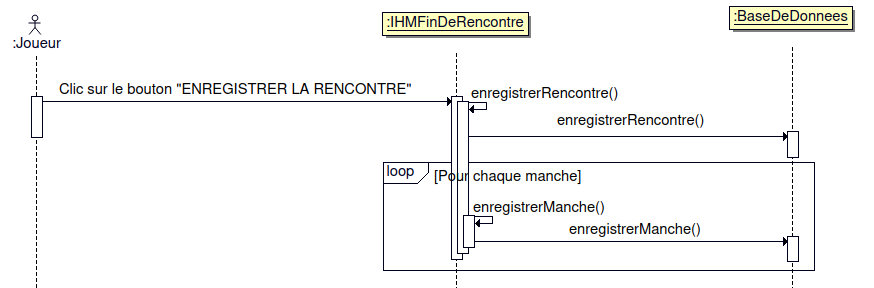 :Joueur
:IHMFinDeRencontre
:BaseDeDonnees
Clic sur le bouton "ENREGISTRER LA RENCONTRE"
enregistrerRencontre()
enregistrerRencontre()
loop
[Pour chaque manche]
enregistrerManche()
enregistrerManche()